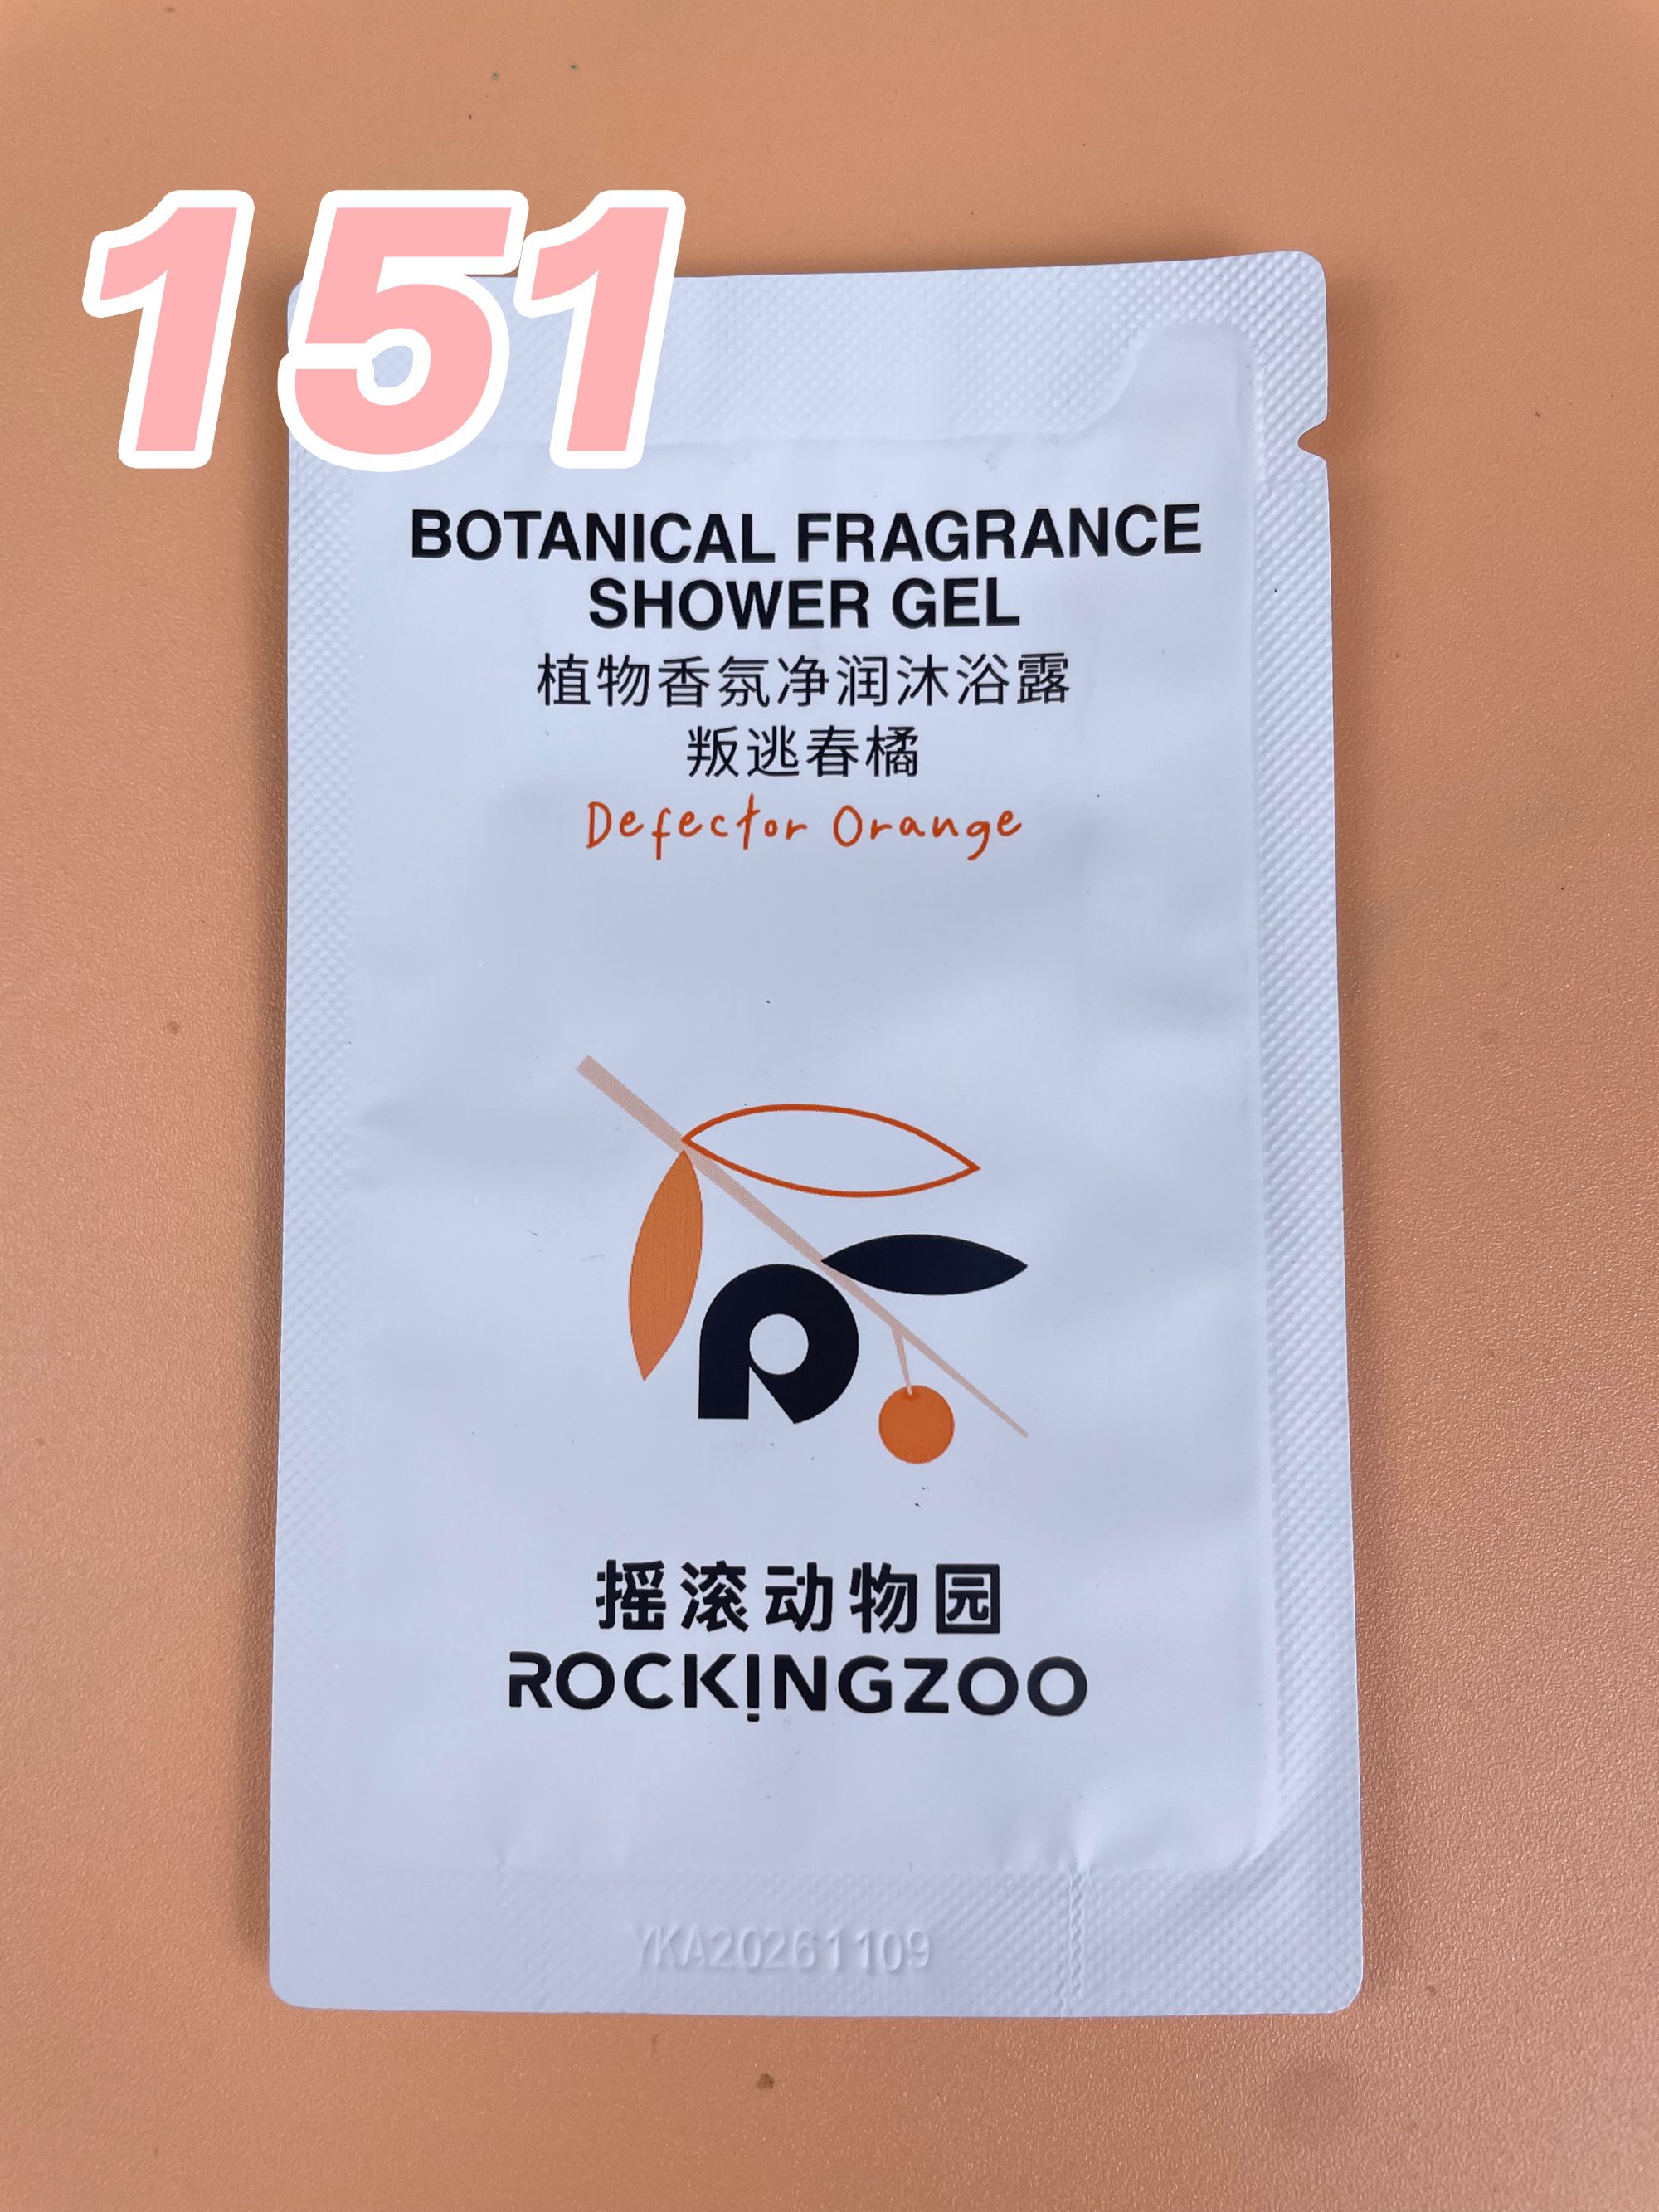 151
BOTANICAL FRAGRANCE
SHOWER GEL
植物香氛净润沐浴露
叛逃春橘
Defector Orange
摇滚动物园
ROCKINGZOO
YKA20261109